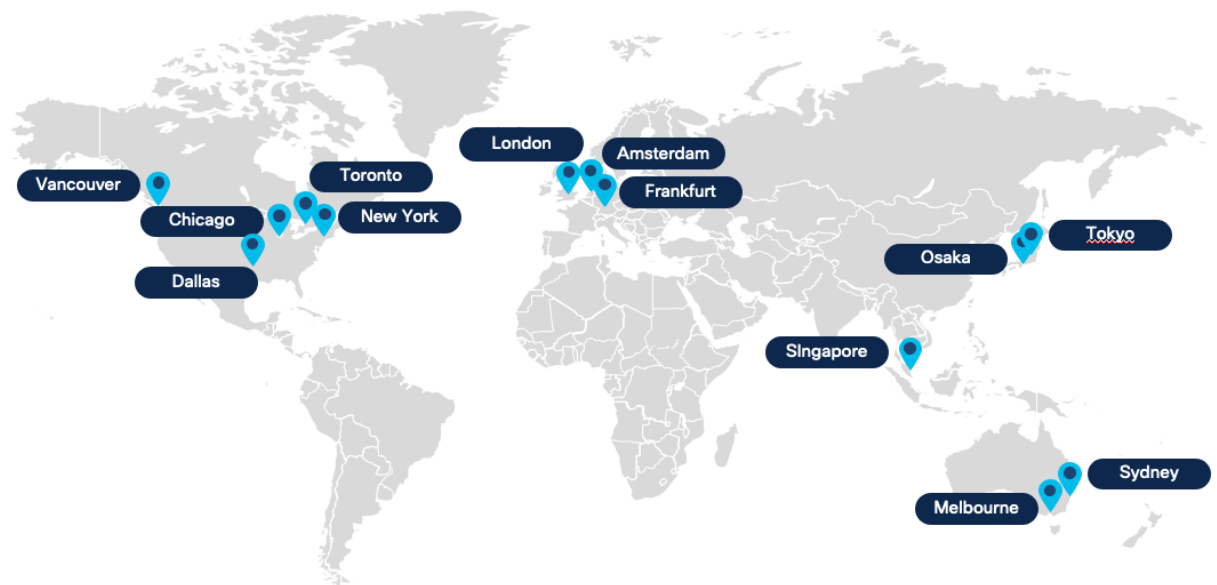 London
Amsterdam
Toronto
Vancouver
Frankfurt
Chicago
New York
Tokyo
Osaka
Dallas
SIngapore
Sydney
Melbourne